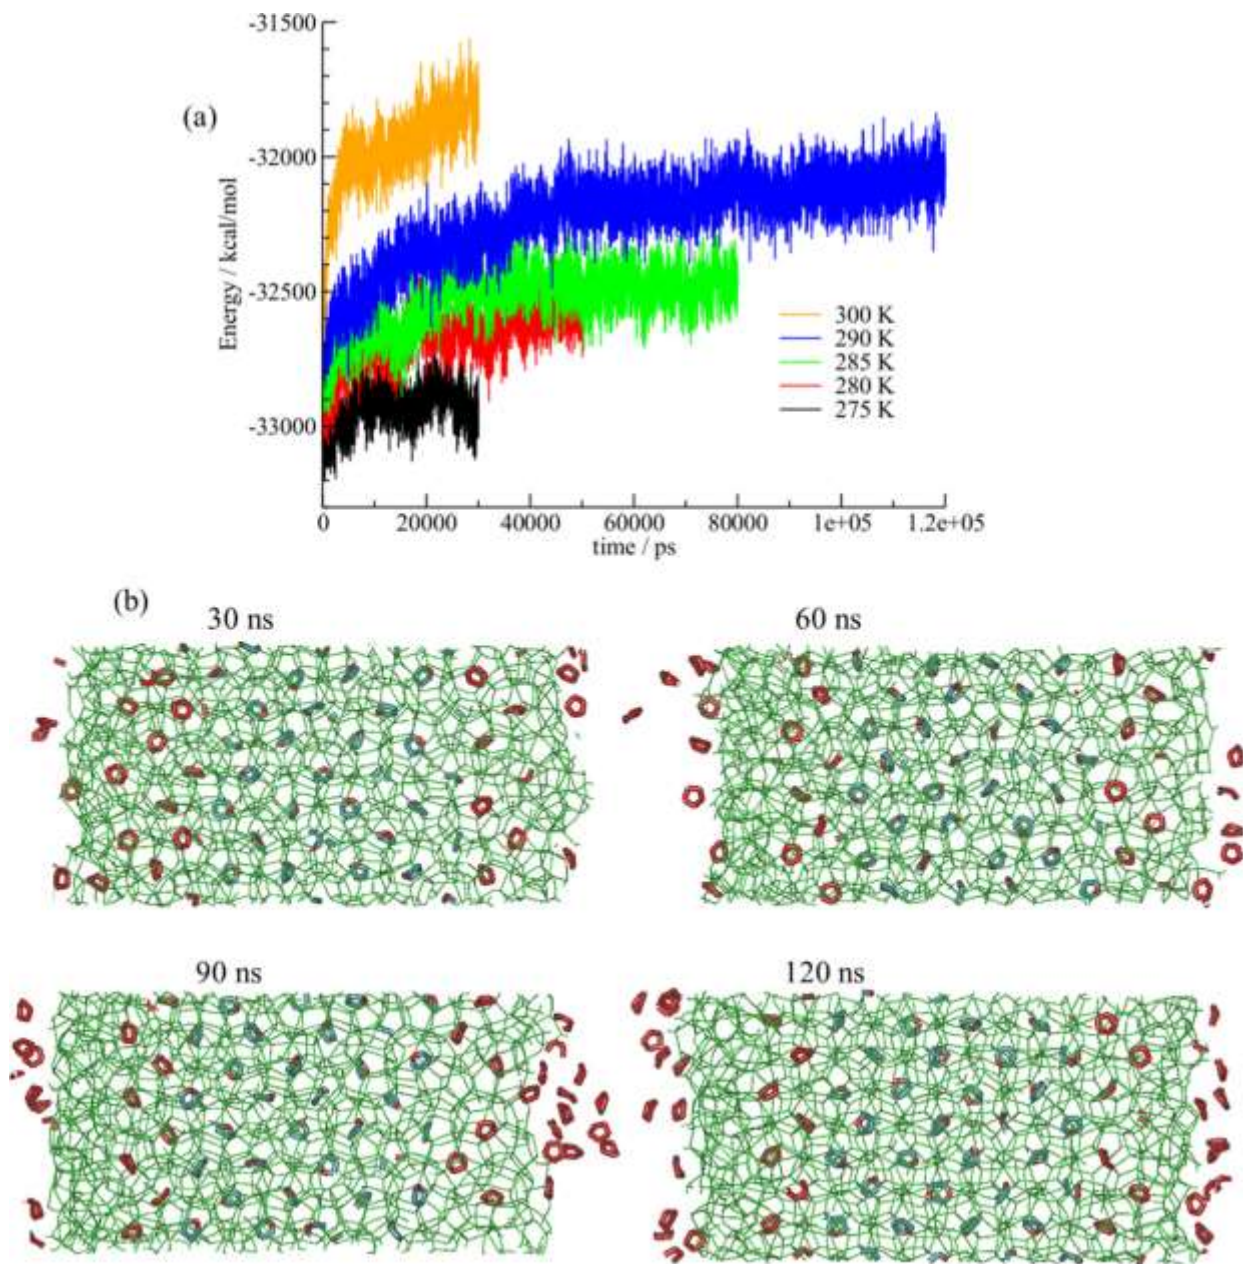 (a)
Energy / kcal/mol
-31500
-32000
-32500
-33000
300 K
290 K
285 K
280 K
275 K
0 20000 40000 60000 80000 1e+05 1.2e+05
time / ps
(b)
30 ns 60 ns
90 ns 120 ns